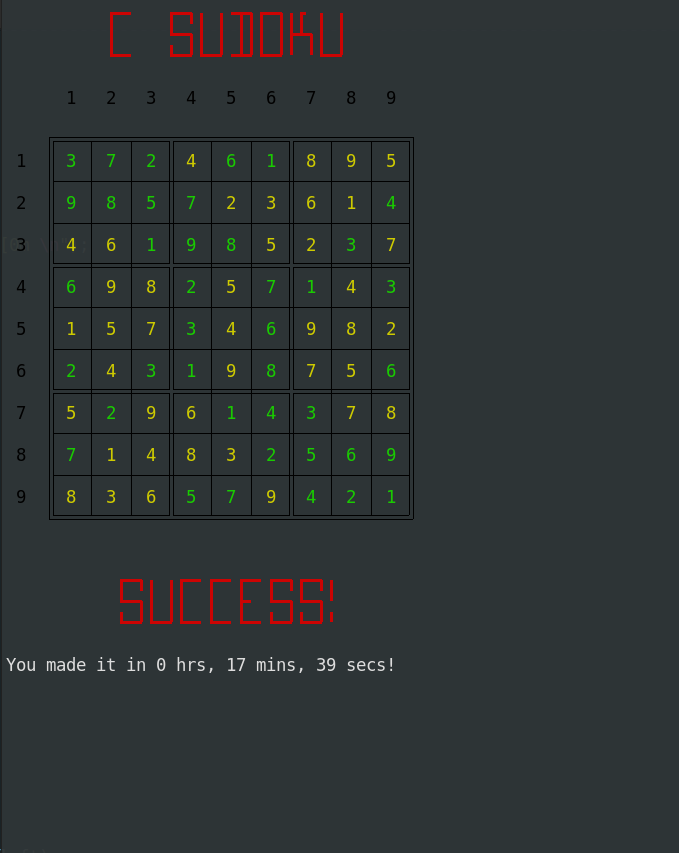 C SUDOKU
1 2 3 4 5 6 7 8 9
1 3 7 2 4 6 1 8 9 5
2 9 8 5 7 2 3 6 1 4
3 4 6 1 9 8 5 2 3 7
4 6 9 8 2 5 7 1 4 3
5 1 5 7 3 4 6 9 8 2
6 2 4 3 1 9 8 7 5 6
7 5 2 9 6 1 4 3 7 8
8 7 1 4 8 3 2 5 6 9
9 8 3 6 5 7 9 4 2 1
SUCCESS!
You made it in 0 hrs, 17 mins, 39 secs!